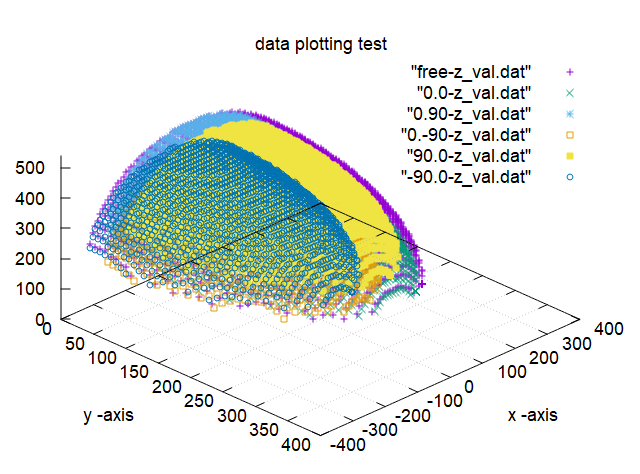 data plotting test
"free-z_val.dat"
"0.0-z_val.dat"
"0.90-z_val.dat"
"0.-90-z_val.dat"
"90.0-z_val.dat"
"-90.0-z_val.dat"
500
400
300
200
100
0
0
50
100
150
200
250
300
350
400
y -axis
-400
-300
-200
-100
0
100
200
300
400
x -axis